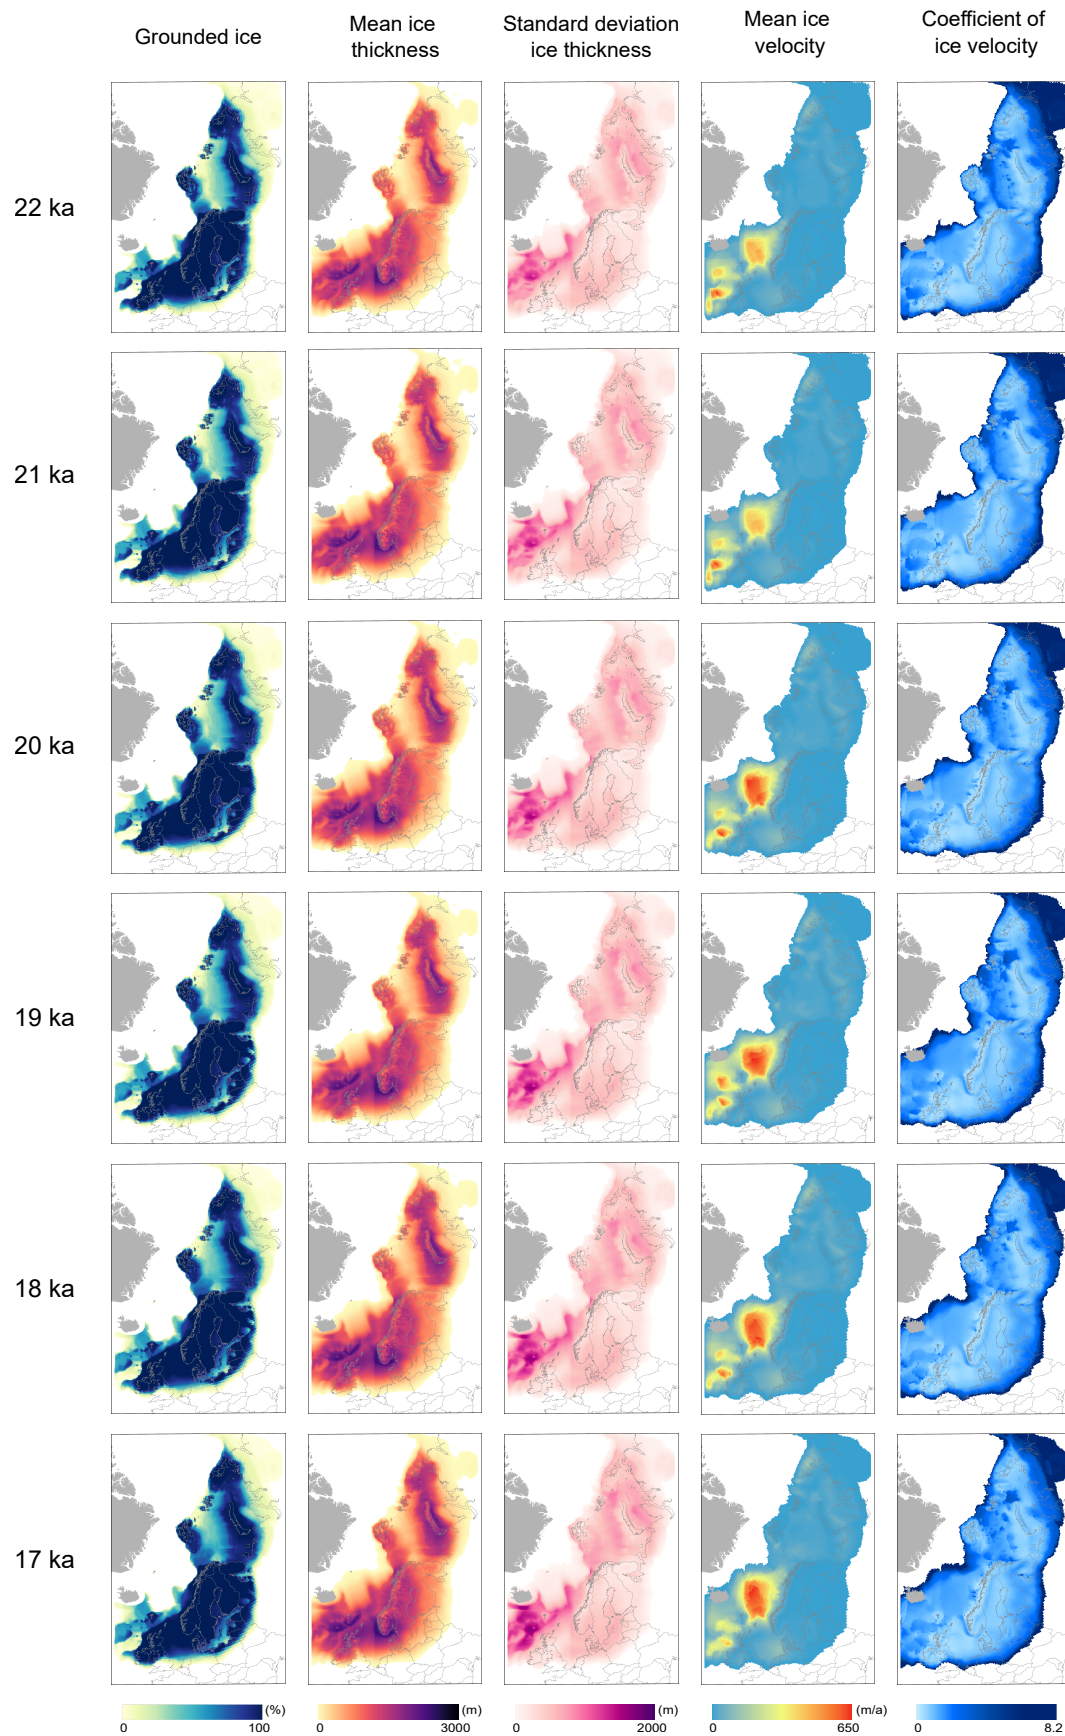 Grounded ice
Mean ice
thickness
Standard deviation
ice thickness
Mean ice
velocity
Coefficient of
ice velocity
22 ka
21 ka
20 ka
19 ka
18 ka
17 ka
(%)
0 100
(m)
0 3000
(m)
0 2000
(m/a)
0 650
0 8.2